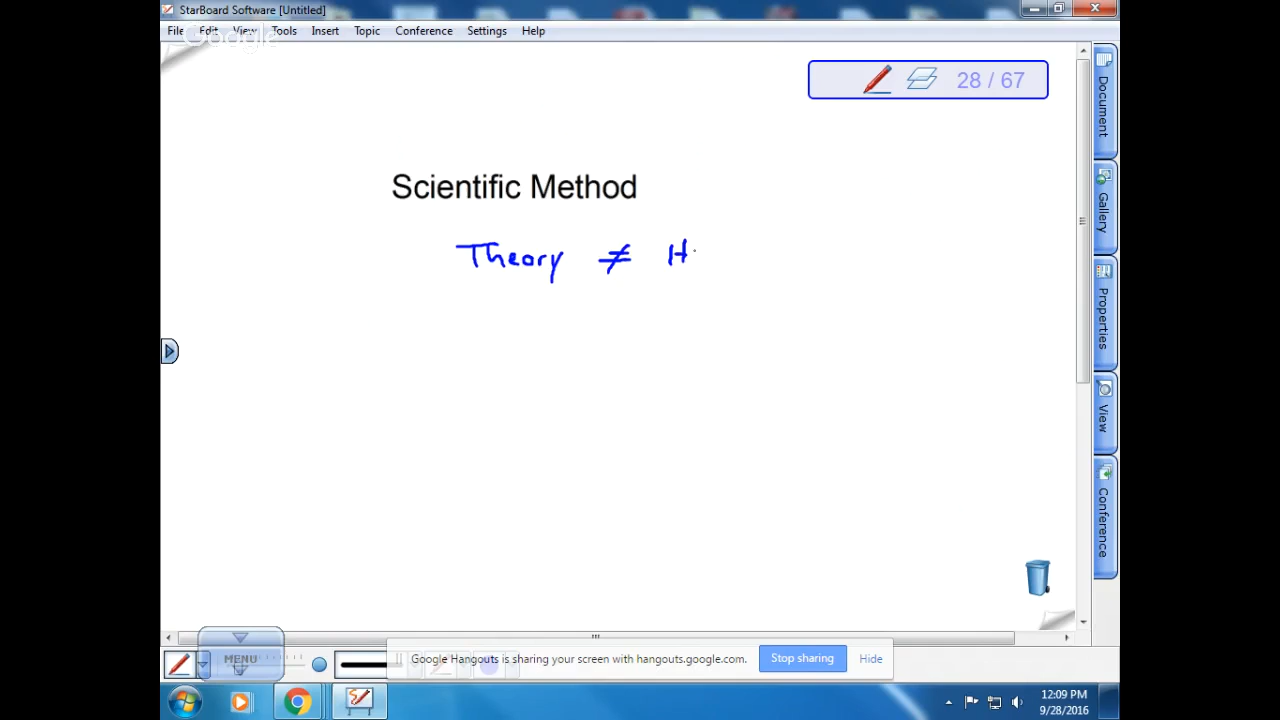 StarBoard Software [Untitled]
Google
File Edit View Tools Insert Topic Conference Settings Help
28 / 67
Document
Gallery
Properties
View
Conference
Scientific Method
Theory ≠ H
MENU
Google Hangouts is sharing your screen with hangouts.google.com. Stop sharing Hide
12:09 PM
9/28/2016